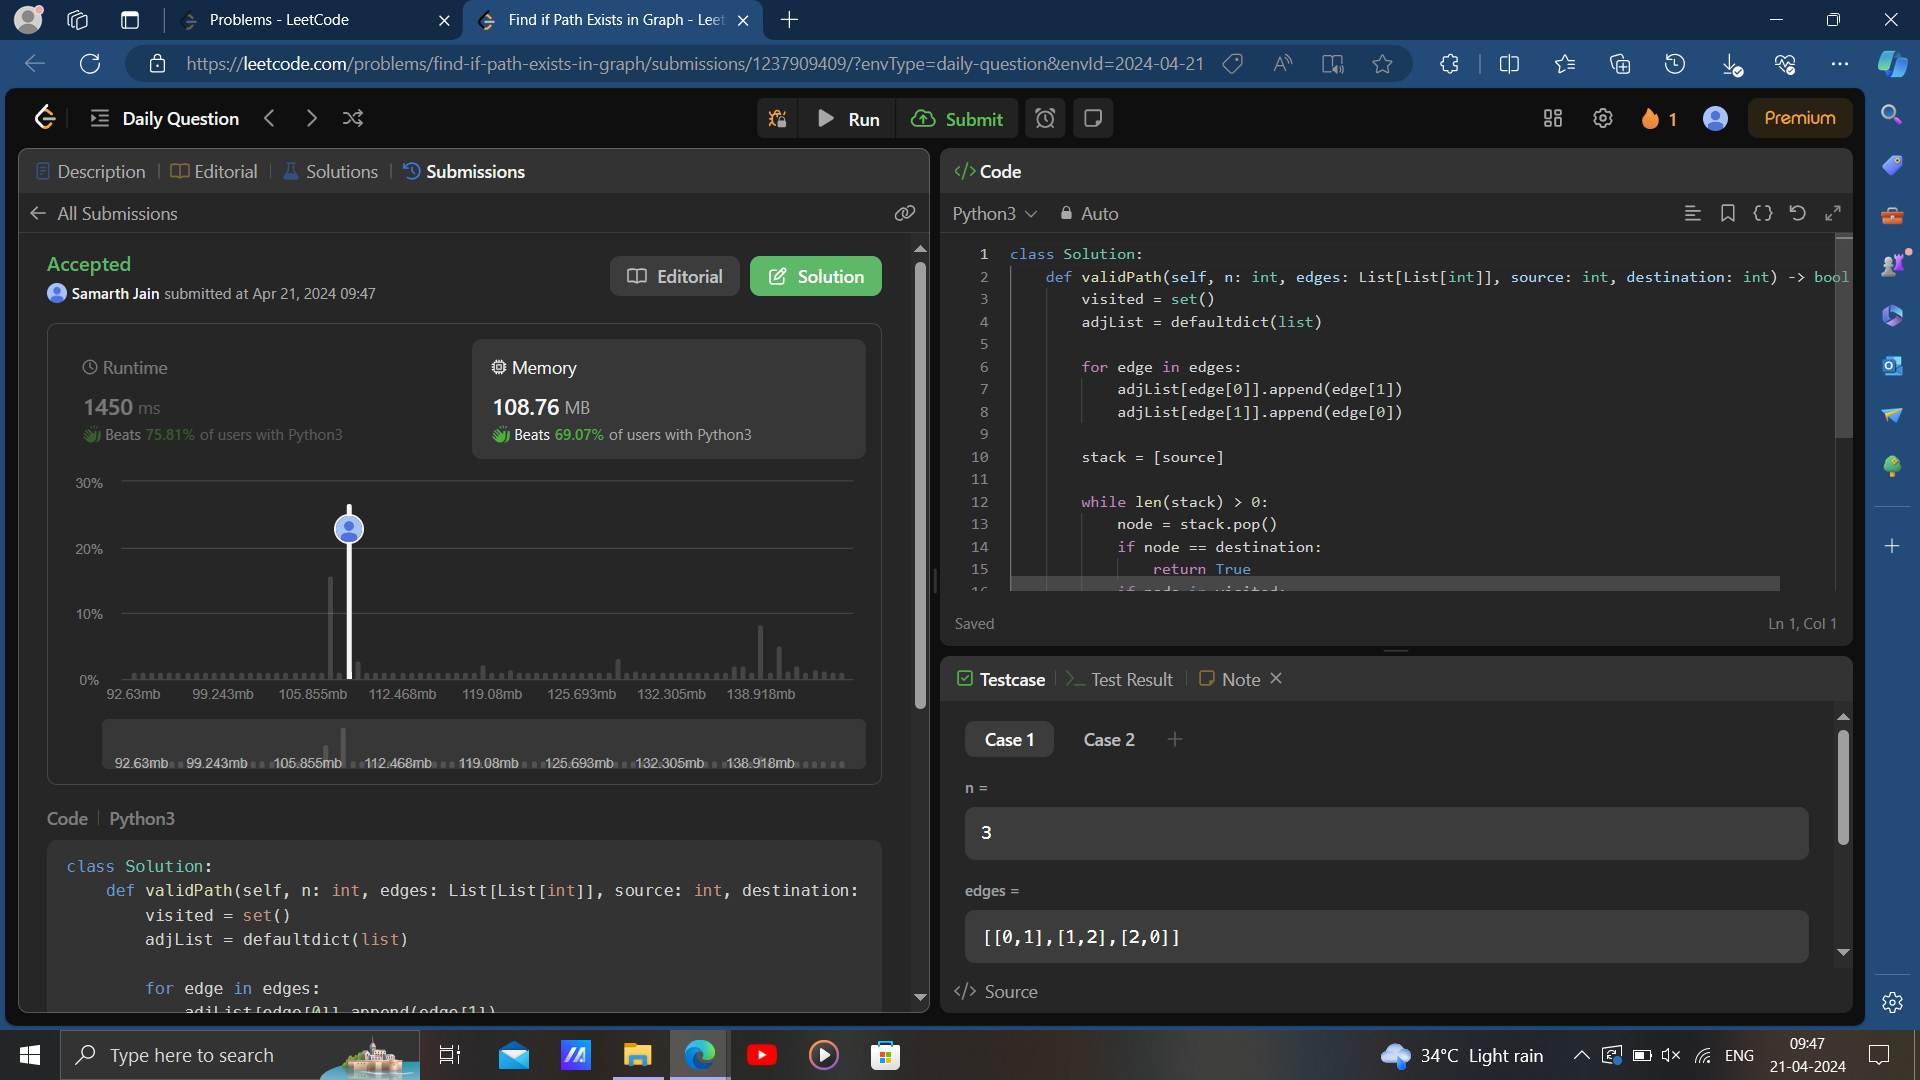 Problems - LeetCode
Find if Path Exists in Graph - Leet
https://leetcode.com/problems/find-if-path-exists-in-graph/submissions/1237909409/?envType=daily-question&envId=2024-04-21
Daily Question
Run
Submit
1
Premium
Description
Editorial
Solutions
Submissions
All Submissions
Accepted
Samarth Jain submitted at Apr 21, 2024 09:47
Editorial
Solution
Runtime
1450 ms
Beats 75.81% of users with Python3
Memory
108.76 MB
Beats 69.07% of users with Python3
30%
20%
10%
0%
92.63mb 99.243mb 105.855mb 112.468mb 119.08mb 125.693mb 132.305mb 138.918mb
92.63mb 99.243mb 105.855mb 112.468mb 119.08mb 125.693mb 132.305mb 138.918mb
Code | Python3
class Solution:
def validPath(self, n: int, edges: List[List[int]], source: int, destination:
visited = set()
adjList = defaultdict(list)
for edge in edges:
adjList[edge[0]].append(edge[1])
</> Code
Python3
Auto
1 class Solution:
2 def validPath(self, n: int, edges: List[List[int]], source: int, destination: int) -> bool
3 visited = set()
4 adjList = defaultdict(list)
5
6 for edge in edges:
7 adjList[edge[0]].append(edge[1])
8 adjList[edge[1]].append(edge[0])
9
10 stack = [source]
11
12 while len(stack) > 0:
13 node = stack.pop()
14 if node == destination:
15 return True
16 if node in visited:
Saved
Ln 1, Col 1
Testcase
Test Result
Note
Case 1
Case 2
n =
3
edges =
[[0,1],[1,2],[2,0]]
</> Source
Type here to search
34°C Light rain
ENG
09:47
21-04-2024